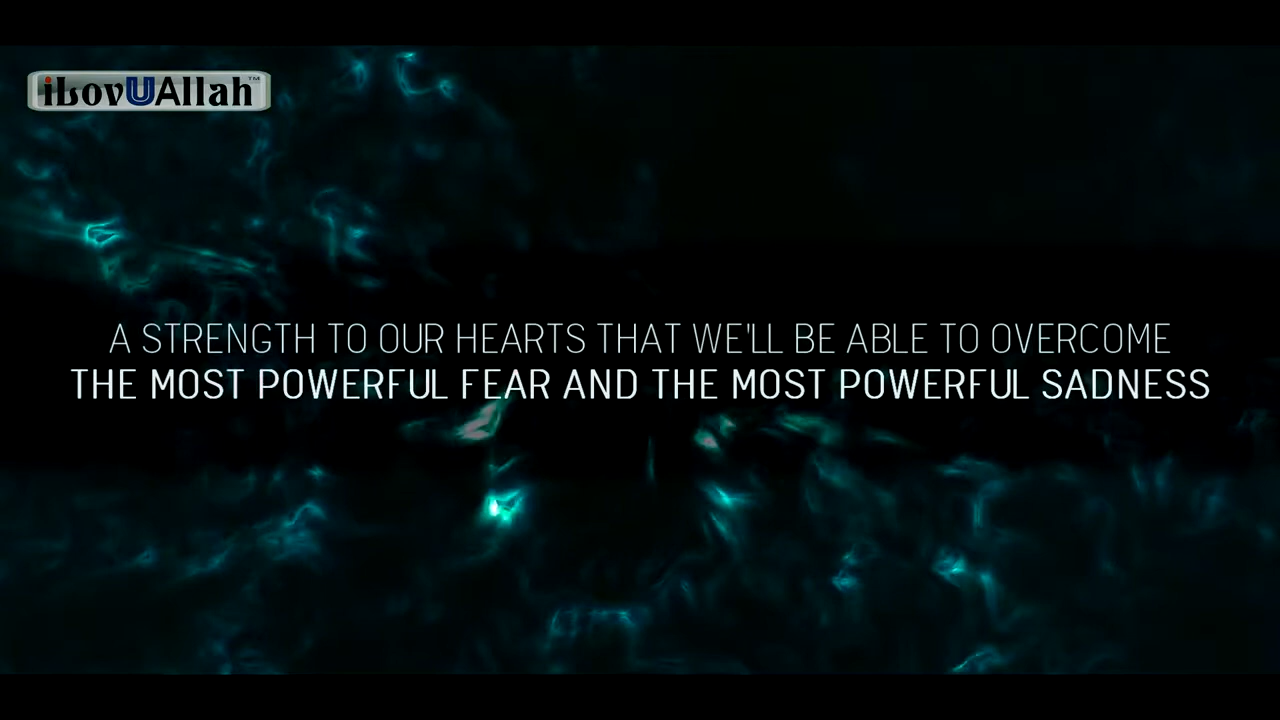 iLovUAllah™
A STRENGTH TO OUR HEARTS THAT WE'LL BE ABLE TO OVERCOME
THE MOST POWERFUL FEAR AND THE MOST POWERFUL SADNESS